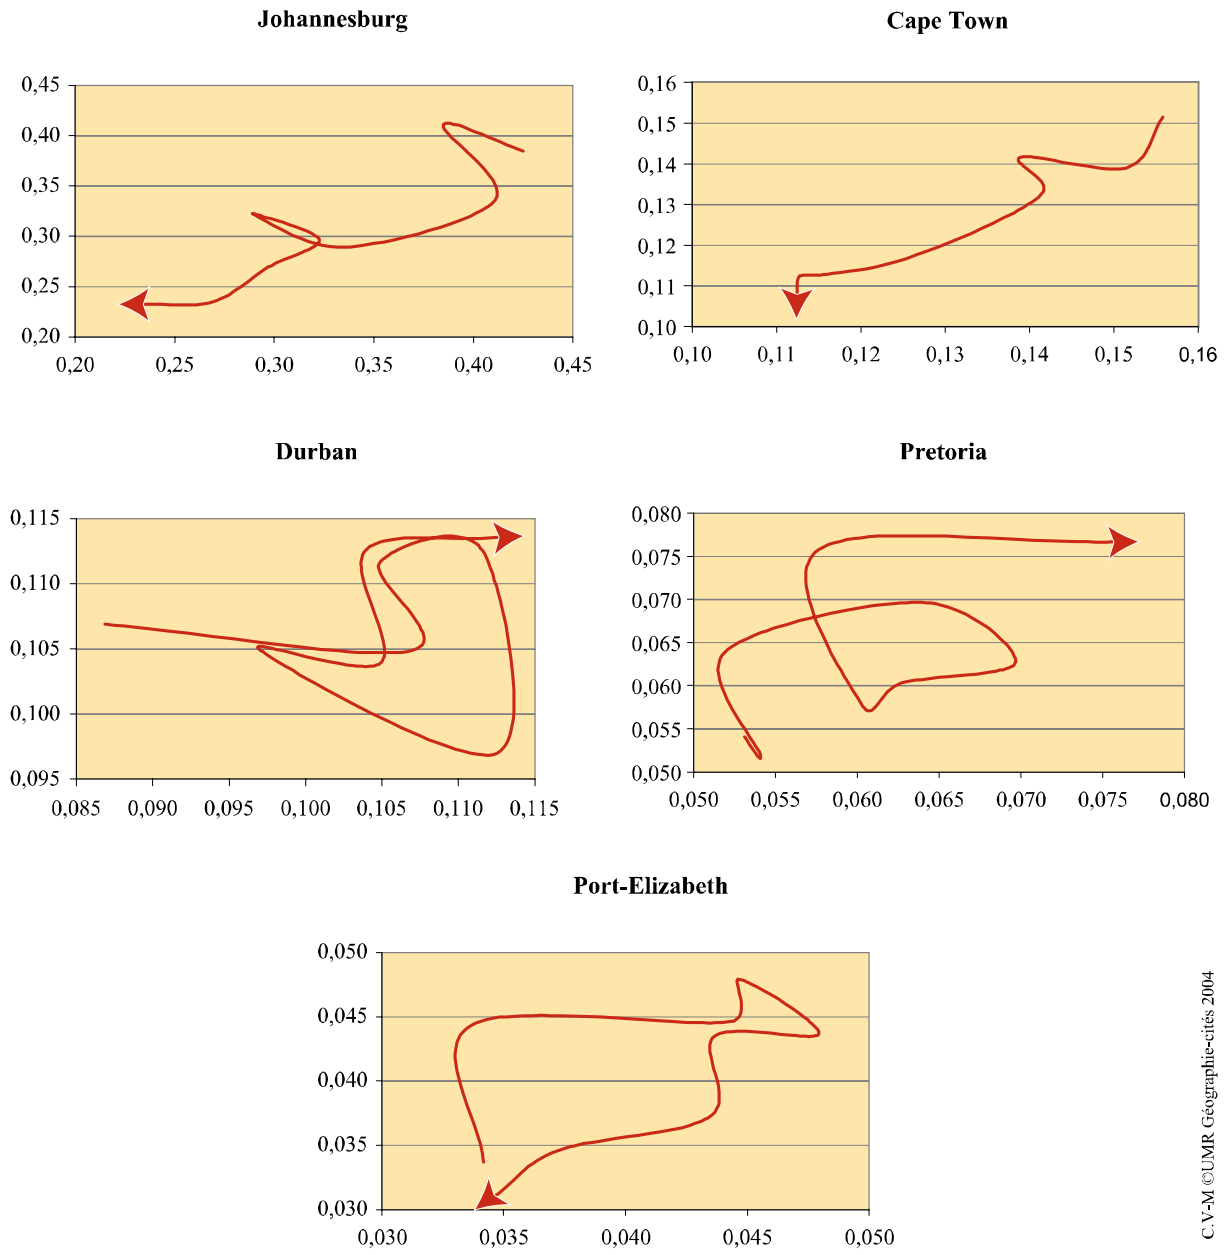 Johannesburg
0,45
0,40
0,35
0,30
0,25
0,20
0,20 0,25 0,30 0,35 0,40 0,45
Cape Town
0,16
0,15
0,14
0,13
0,12
0,11
0,10
0,10 0,11 0,12 0,13 0,14 0,15 0,16
Durban
0,115
0,110
0,105
0,100
0,095
0,085 0,090 0,095 0,100 0,105 0,110 0,115
Pretoria
0,080
0,075
0,070
0,065
0,060
0,055
0,050
0,050 0,055 0,060 0,065 0,070 0,075 0,080
Port-Elizabeth
0,050
0,045
0,040
0,035
0,030
0,030 0,035 0,040 0,045 0,050
C.V-M ©UMR Géographie-cités 2004